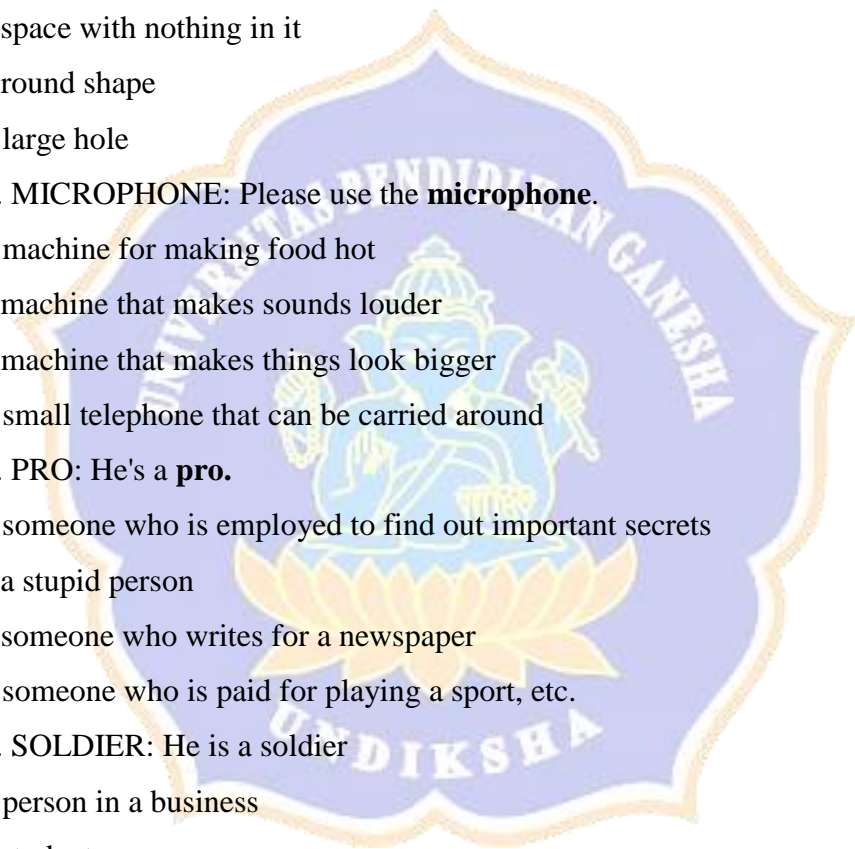 space with nothing in it
round shape
large hole
. MICROPHONE: Please use the microphone.
machine for making food hot
machine that makes sounds louder
machine that makes things look bigger
small telephone that can be carried around
. PRO: He's a pro.
someone who is employed to find out important secrets
a stupid person
someone who writes for a newspaper
someone who is paid for playing a sport, etc.
. SOLDIER: He is a soldier
person in a business
UNIVERSITAS PENDIDIKAN GANESHA
UNDIKSHA